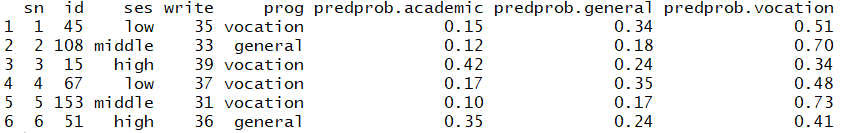 sn id ses write prog predprob.academic predprob.general predprob.vocation
1 1 45 low 35 vocation 0.15 0.34 0.51
2 2 108 middle 33 general 0.12 0.18 0.70
3 3 15 high 39 vocation 0.42 0.24 0.34
4 4 67 low 37 vocation 0.17 0.35 0.48
5 5 153 middle 31 vocation 0.10 0.17 0.73
6 6 51 high 36 general 0.35 0.24 0.41